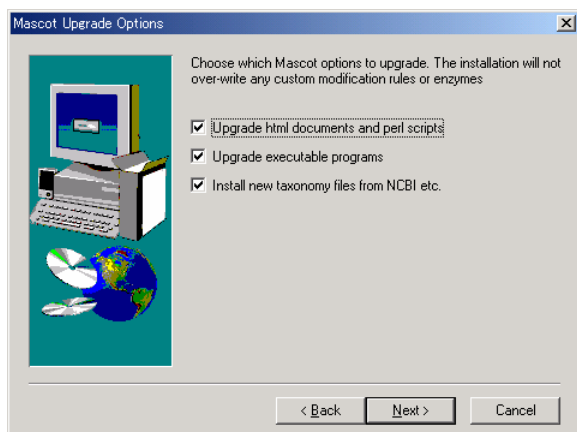 Mascot Upgrade Options
Choose which Mascot options to upgrade. The installation will not
over-write any custom modification rules or enzymes
Upgrade html documents and perl scripts
Upgrade executable programs
Install new taxonomy files from NCBI etc.
< Back
Next >
Cancel